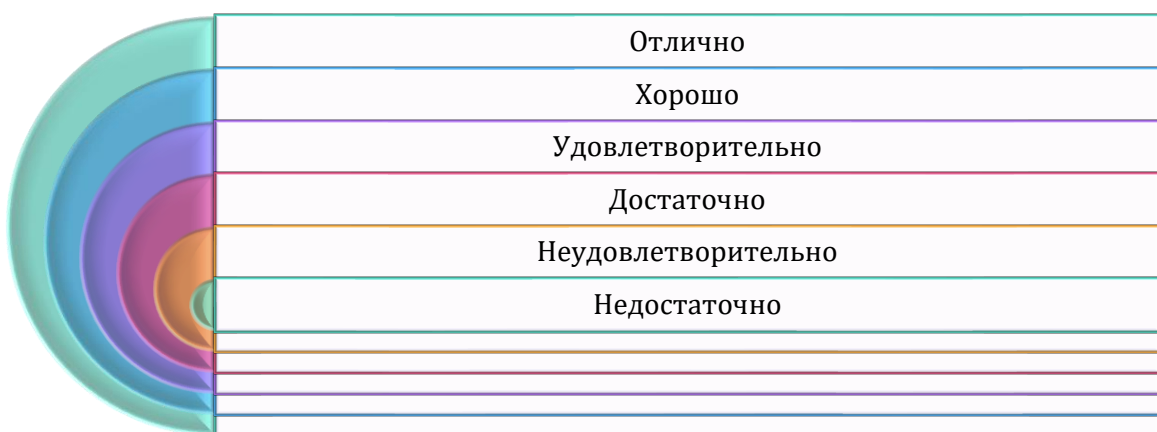 Отлично
Хорошо
Удовлетворительно
Достаточно
Неудовлетворительно
Недостаточно